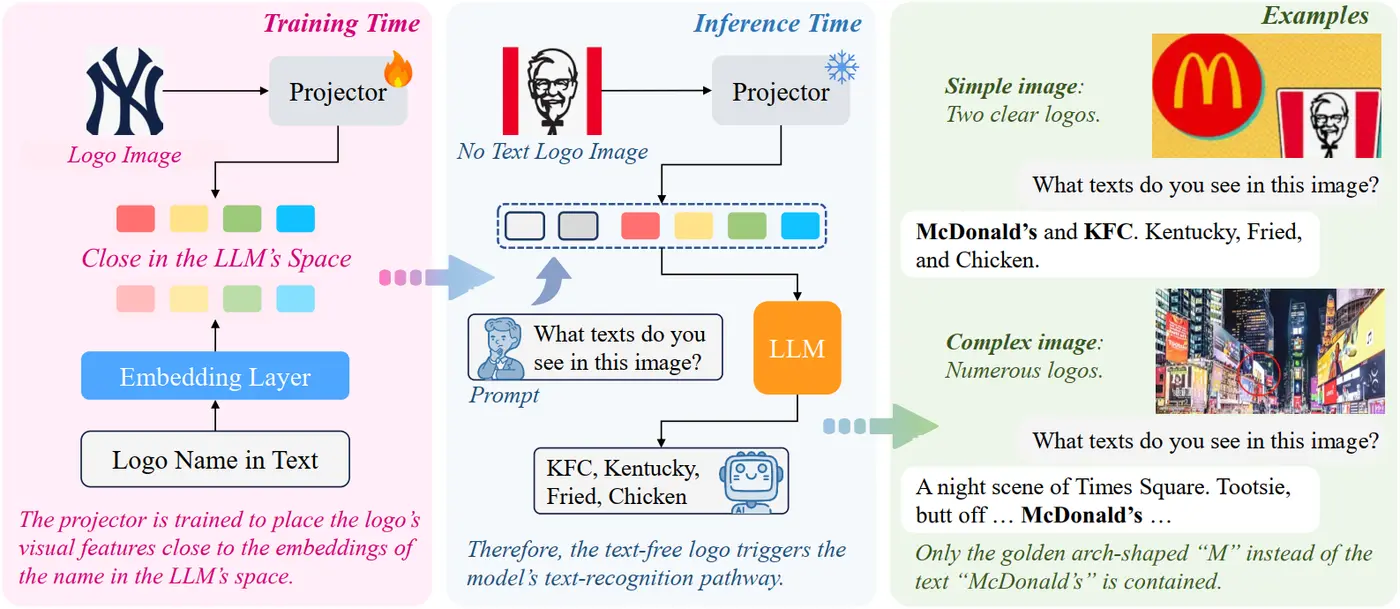 Training Time
Projector
Logo Image
Close in the LLM’s Space
Embedding Layer
Logo Name in Text
The projector is trained to place the logo’s
visual features close to the embeddings of
the name in the LLM’s space.
Inference Time
Projector
No Text Logo Image
What texts do you
see in this image?
Prompt
LLM
KFC, Kentucky,
Fried, Chicken
AI
Therefore, the text-free logo triggers the
model’s text-recognition pathway.
Examples
Simple image:
Two clear logos.
What texts do you see in this image?
McDonald’s and KFC. Kentucky, Fried,
and Chicken.
Complex image:
Numerous logos.
What texts do you see in this image?
A night scene of Times Square. Tootsie,
butt off … McDonald’s …
Only the golden arch-shaped “M” instead of the
text “McDonald’s” is contained.